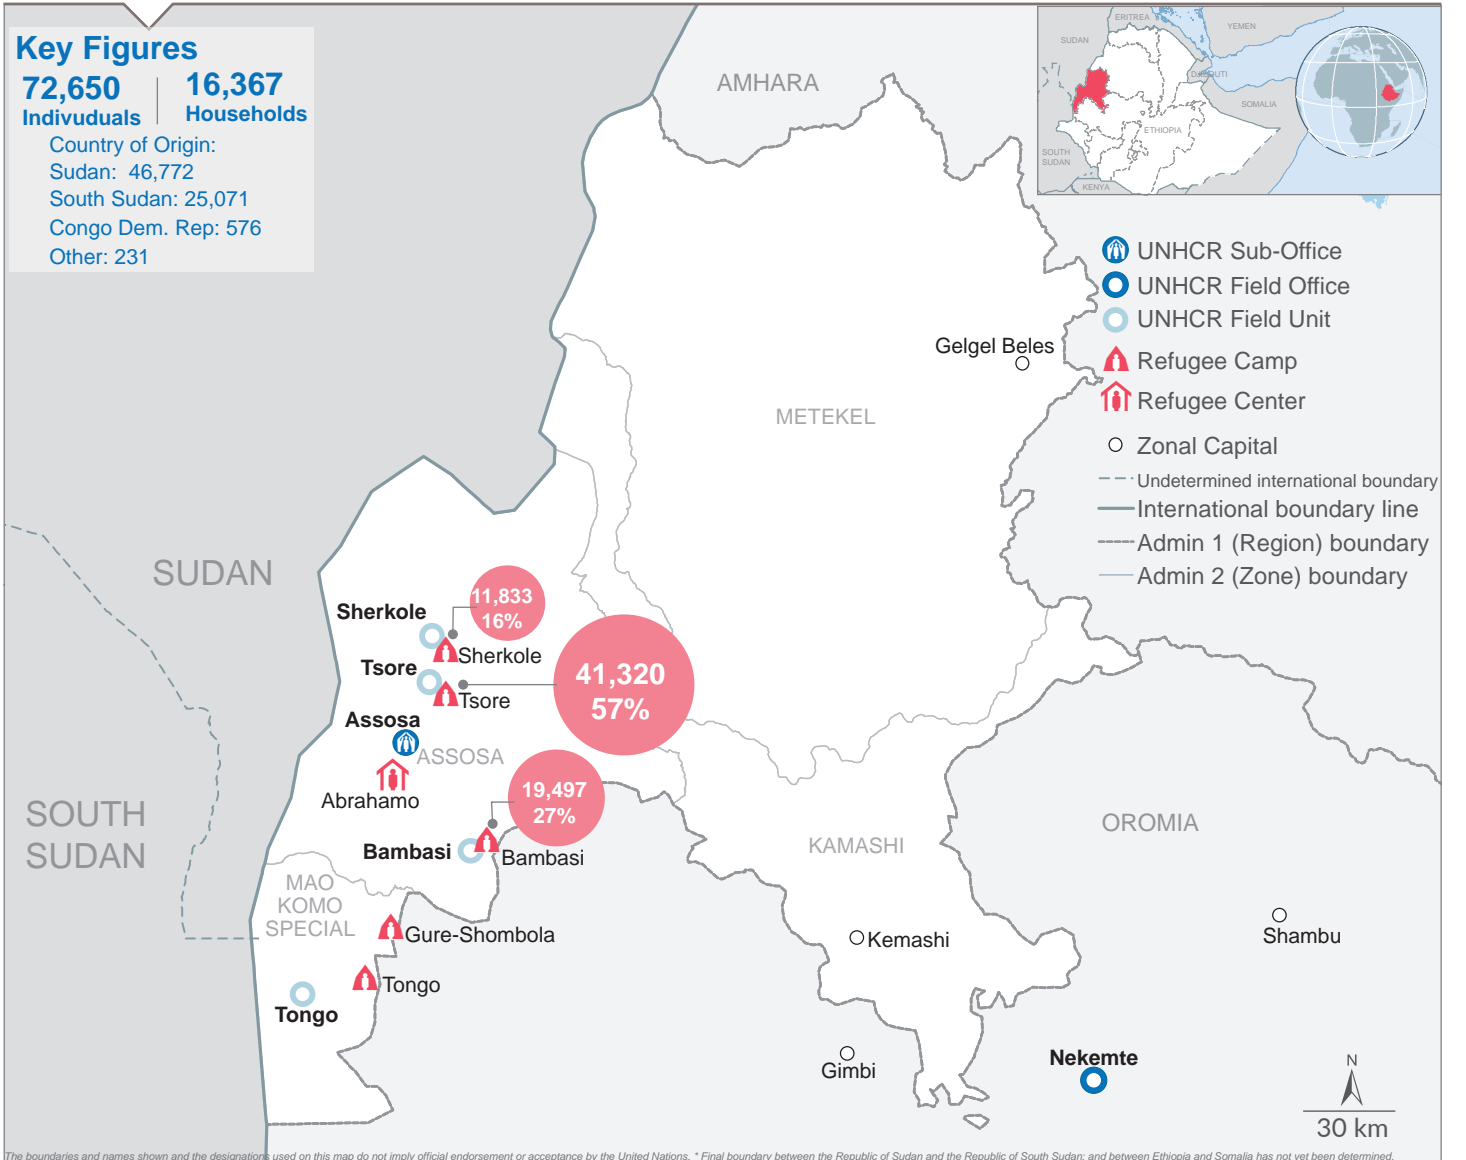 Key Figures
72,650
Indivuduals
16,367
Households
Country of Origin:
Sudan: 46,772
South Sudan: 25,071
Congo Dem. Rep: 576
Other: 231
AMHARA
ERITREA
YEMEN
SUDAN
DJIBOUTI
SOMALIA
ETHIOPIA
SOUTH
SUDAN
KENYA
UNHCR Sub-Office
UNHCR Field Office
UNHCR Field Unit
Refugee Camp
Refugee Center
Zonal Capital
Undetermined international boundary
International boundary line
Admin 1 (Region) boundary
Admin 2 (Zone) boundary
Gelgel Beles
METEKEL
SUDAN
Sherkole
11,833
16%
Sherkole
Tsore
Tsore
41,320
57%
Assosa
ASSOSA
Abrahamo
19,497
27%
Bambasi
Bambasi
SOUTH
SUDAN
MAO
KOMO
SPECIAL
Gure-Shombola
Tongo
Tongo
KAMASHI
OROMIA
Kemashi
Shambu
Gimbi
Nekemte
N
30 km
The boundaries and names shown and the designations used on this map do not imply official endorsement or acceptance by the United Nations. * Final boundary between the Republic of Sudan and the Republic of South Sudan; and between Ethiopia and Somalia has not yet been determined.